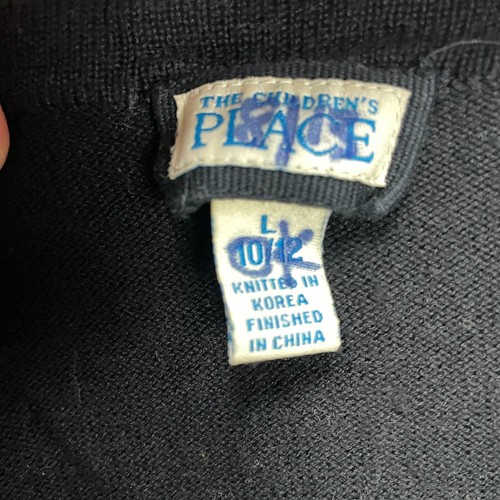 THE CHILDREN'S
PLACE
L
10/12
KNITTED IN
KOREA
FINISHED
IN CHINA